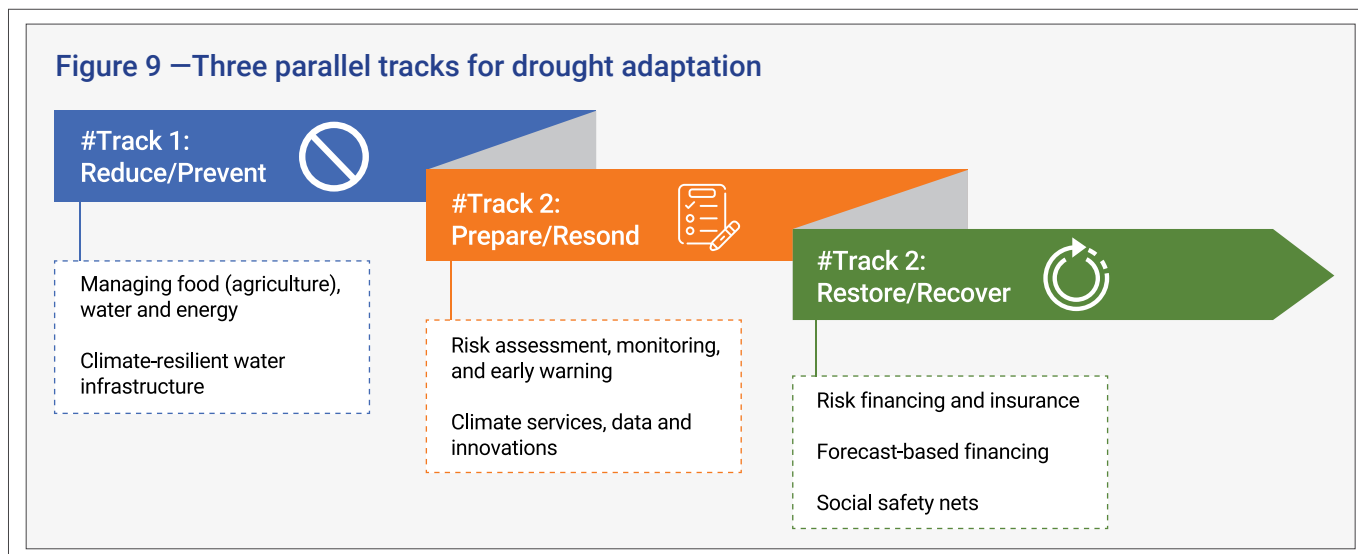 Figure 9 —Three parallel tracks for drought adaptation
#Track 1:
Reduce/Prevent
Managing food (agriculture),
water and energy
Climate-resilient water
infrastructure
#Track 2:
Prepare/Resond
Risk assessment, monitoring,
and early warning
Climate services, data and
innovations
#Track 2:
Restore/Recover
Risk financing and insurance
Forecast-based financing
Social safety nets